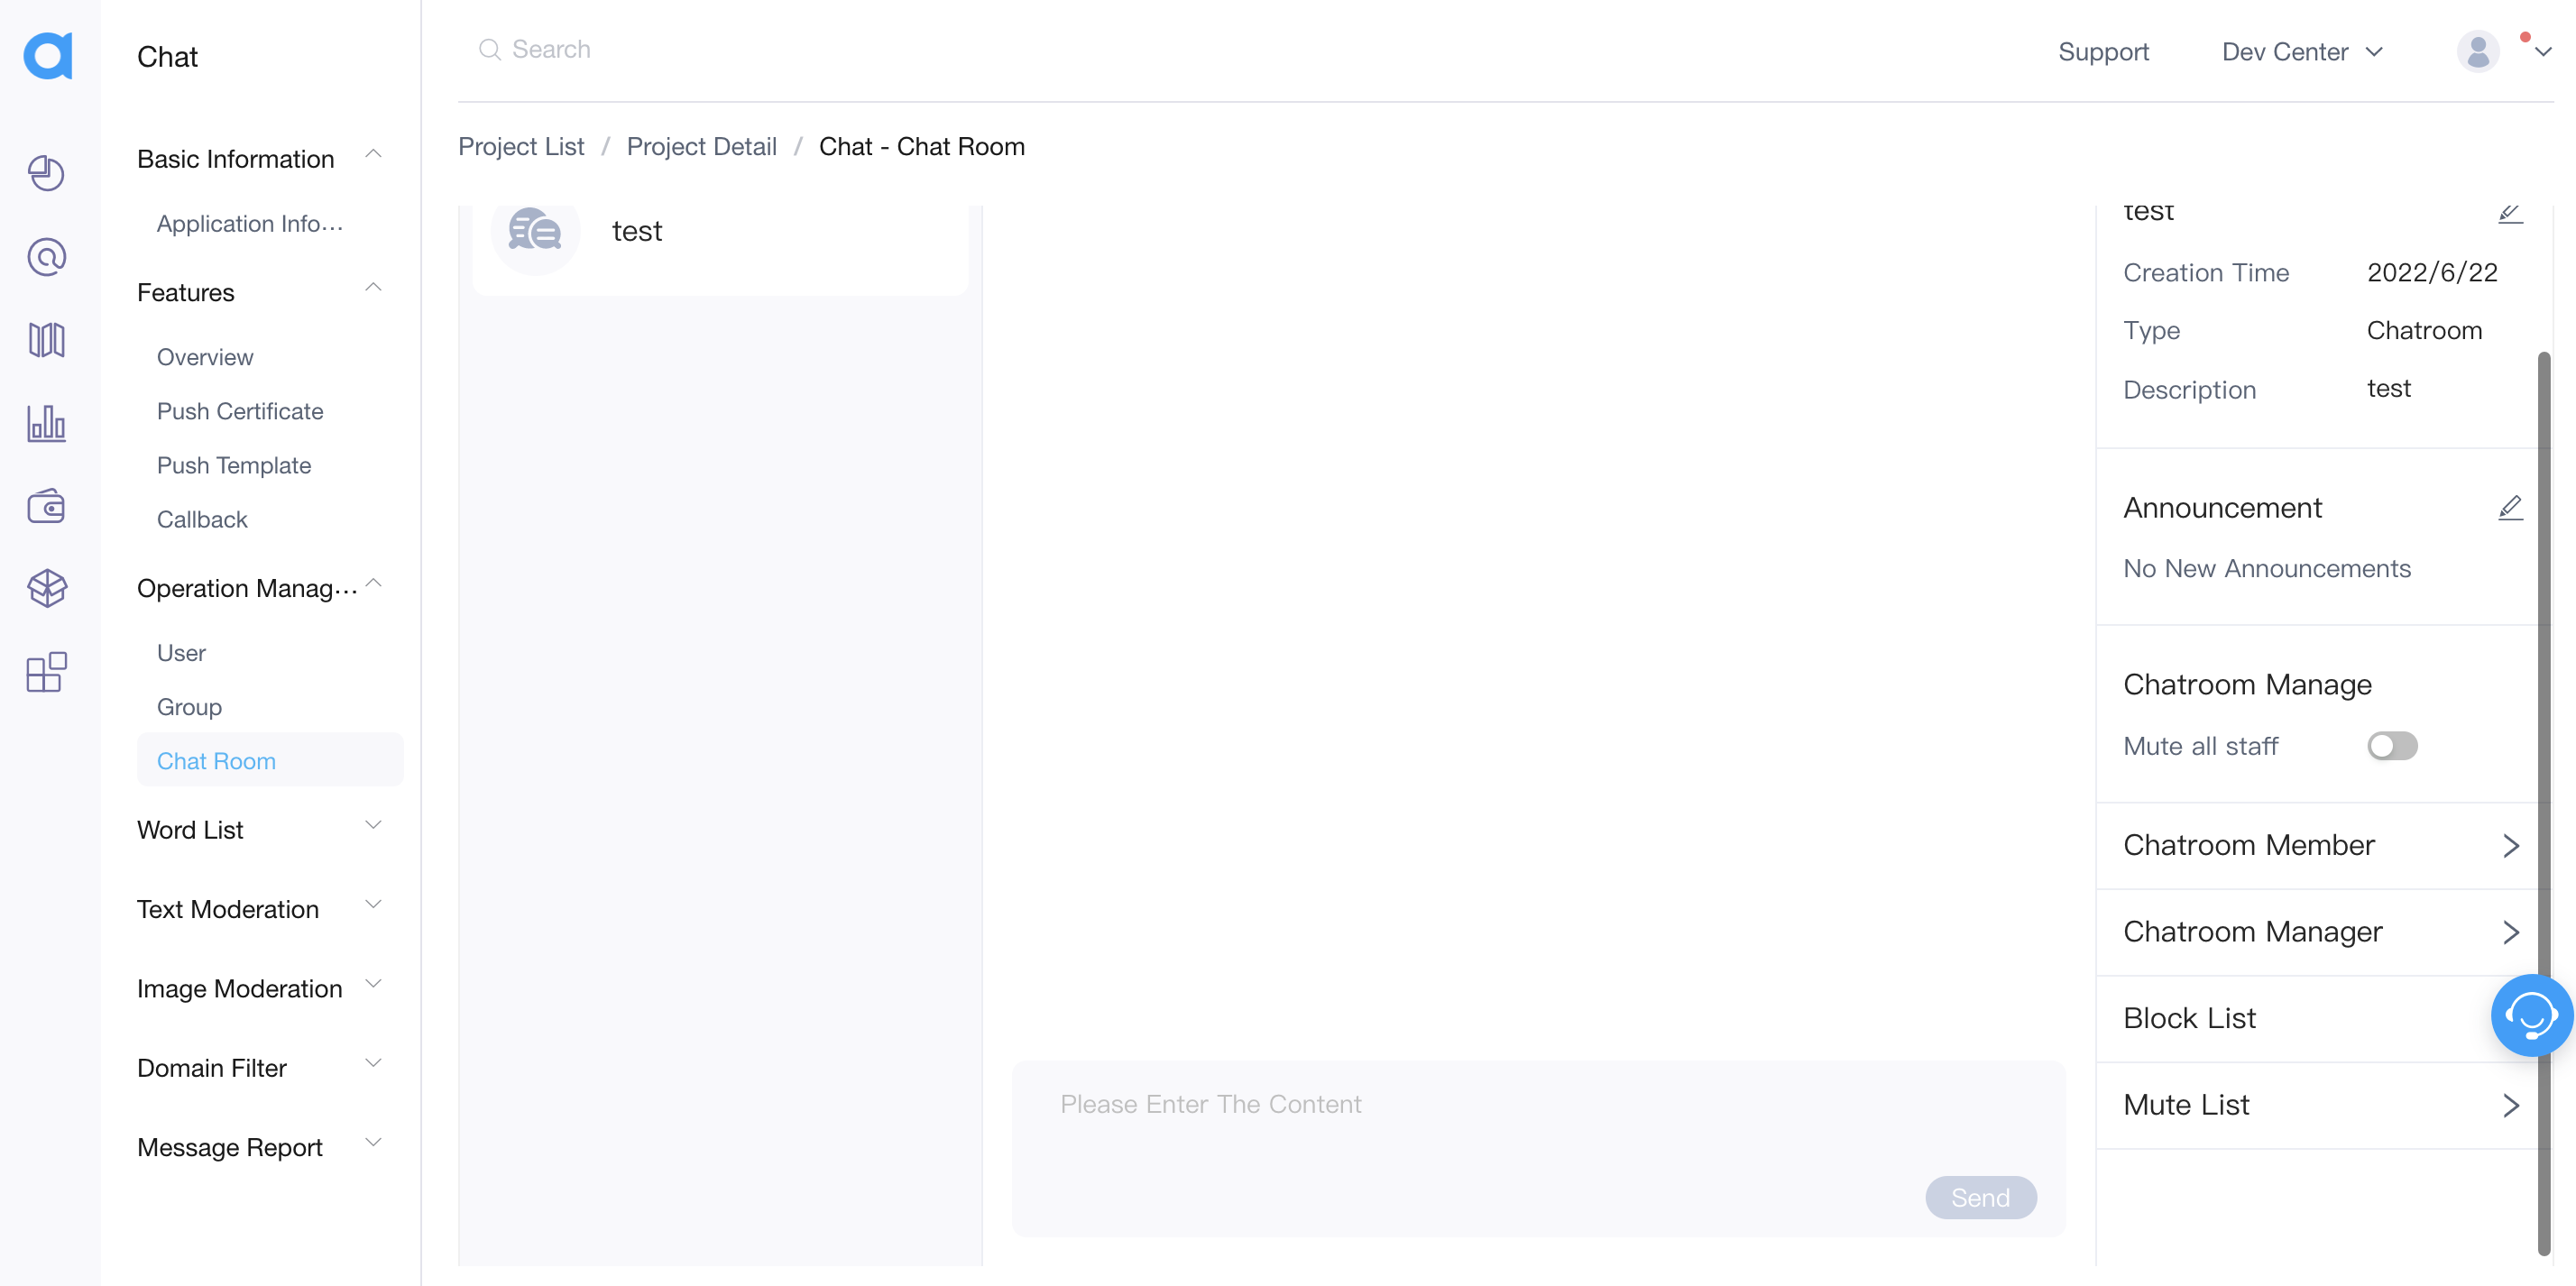 Chat
Basic Information
Application Info...
Features
Overview
Push Certificate
Push Template
Callback
Operation Manag...
User
Group
Chat Room
Word List
Text Moderation
Image Moderation
Domain Filter
Message Report
Search
Support
Dev Center
Project List / Project Detail / Chat - Chat Room
test
Please Enter The Content
Send
test
Creation Time 2022/6/22
Type Chatroom
Description test
Announcement
No New Announcements
Chatroom Manage
Mute all staff
Chatroom Member
Chatroom Manager
Block List
Mute List